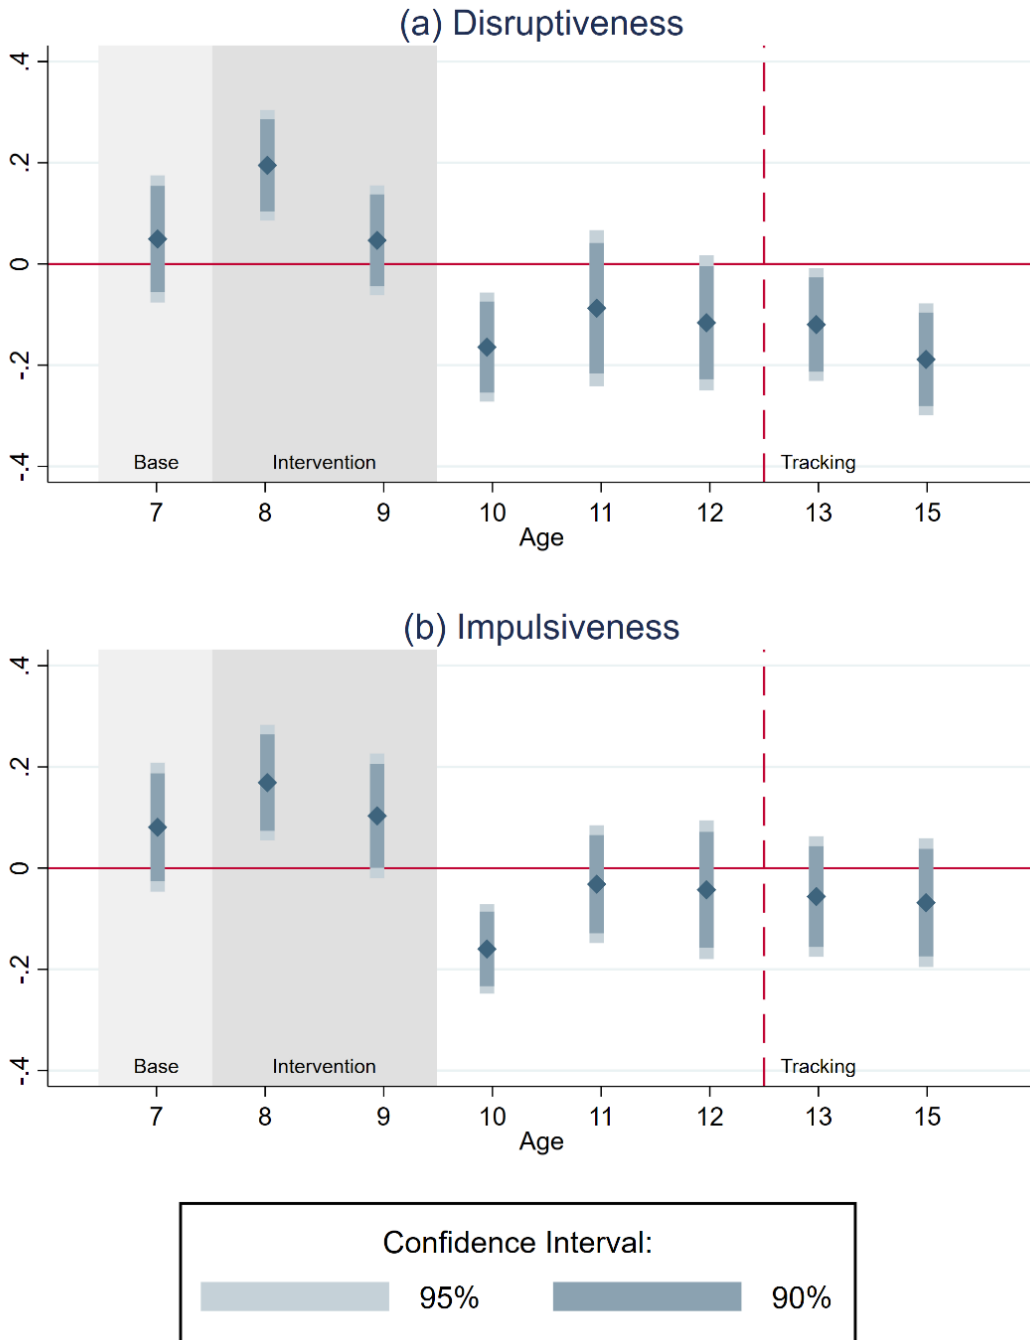 (a) Disruptiveness
.4
.2
0
-.2
-.4
Base
Intervention
Tracking
7 8 9 10 11 12 13 15
Age
(b) Impulsiveness
.4
.2
0
-.2
-.4
Base
Intervention
Tracking
7 8 9 10 11 12 13 15
Age
Confidence Interval:
95% 90%